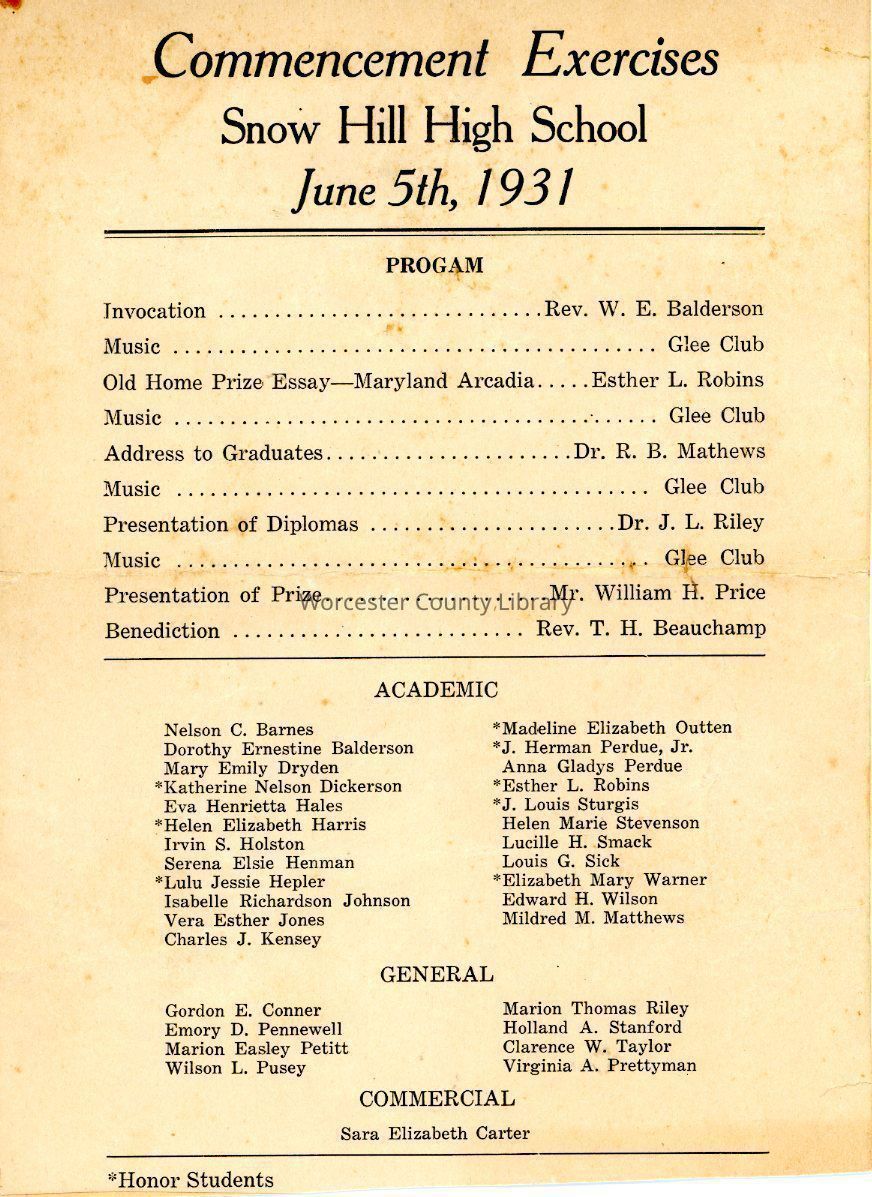 Commencement Exercises
Snow Hill High School
June 5th, 1931
PROGAM
Invocation ............................Rev. W. E. Balderson
Music .......................................... Glee Club
Old Home Prize Essay—Maryland Arcadia.....Esther L. Robins
Music .......................................... Glee Club
Address to Graduates.....................Dr. R. B. Mathews
Music ......................................... Glee Club
Presentation of Diplomas .....................Dr. J. L. Riley
Music ......................................... Glee Club
Presentation of Prize....................Mr. William H. Price
Worcester County Library
Benediction ......................... Rev. T. H. Beauchamp
ACADEMIC
Nelson C. Barnes
Dorothy Ernestine Balderson
Mary Emily Dryden
*Katherine Nelson Dickerson
Eva Henrietta Hales
*Helen Elizabeth Harris
Irvin S. Holston
Serena Elsie Henman
*Lulu Jessie Hepler
Isabelle Richardson Johnson
Vera Esther Jones
Charles J. Kensey
*Madeline Elizabeth Outten
*J. Herman Perdue, Jr.
Anna Gladys Perdue
*Esther L. Robins
*J. Louis Sturgis
Helen Marie Stevenson
Lucille H. Smack
Louis G. Sick
*Elizabeth Mary Warner
Edward H. Wilson
Mildred M. Matthews
GENERAL
Gordon E. Conner
Emory D. Pennewell
Marion Easley Petitt
Wilson L. Pusey
Marion Thomas Riley
Holland A. Stanford
Clarence W. Taylor
Virginia A. Prettyman
COMMERCIAL
Sara Elizabeth Carter
*Honor Students